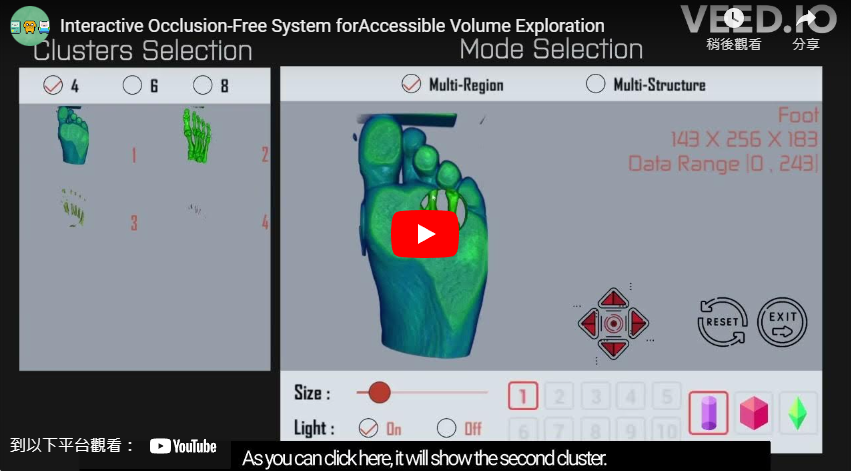 Interactive Occlusion-Free System forAccessible Volume Exploration
VEED.IO
稍後觀看
分享
Clusters Selection
Mode Selection
4
6
8
Multi-Region
Multi-Structure
Foot
143 X 256 X 183
Data Range [0 , 243]
1
2
3
4
RESET
EXIT
Size :
1 2 3 4 5
Light :
On
Off
6 7 8 9 10
到以下平台觀看：
YouTube
As you can click here, it will show the second cluster.